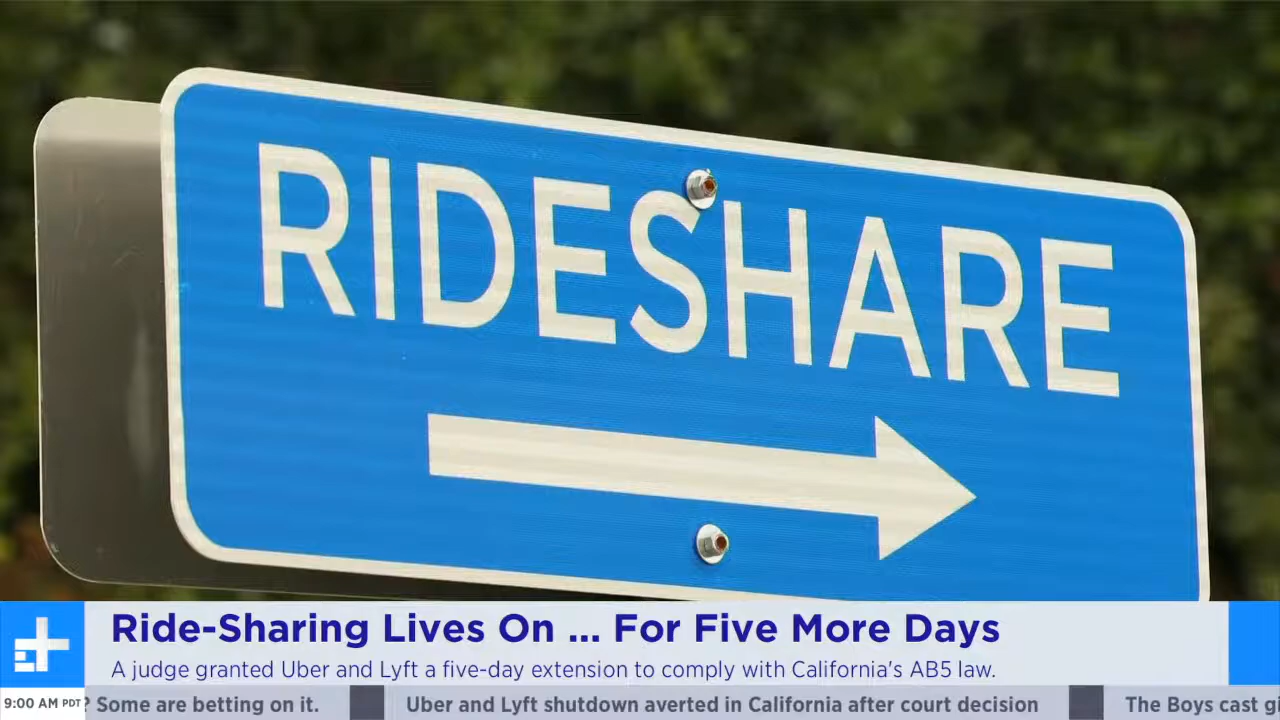 RIDESHARE
Ride-Sharing Lives On ... For Five More Days
A judge granted Uber and Lyft a five-day extension to comply with California's AB5 law.
9:00 AM PDT
? Some are betting on it. Uber and Lyft shutdown averted in California after court decision The Boys cast